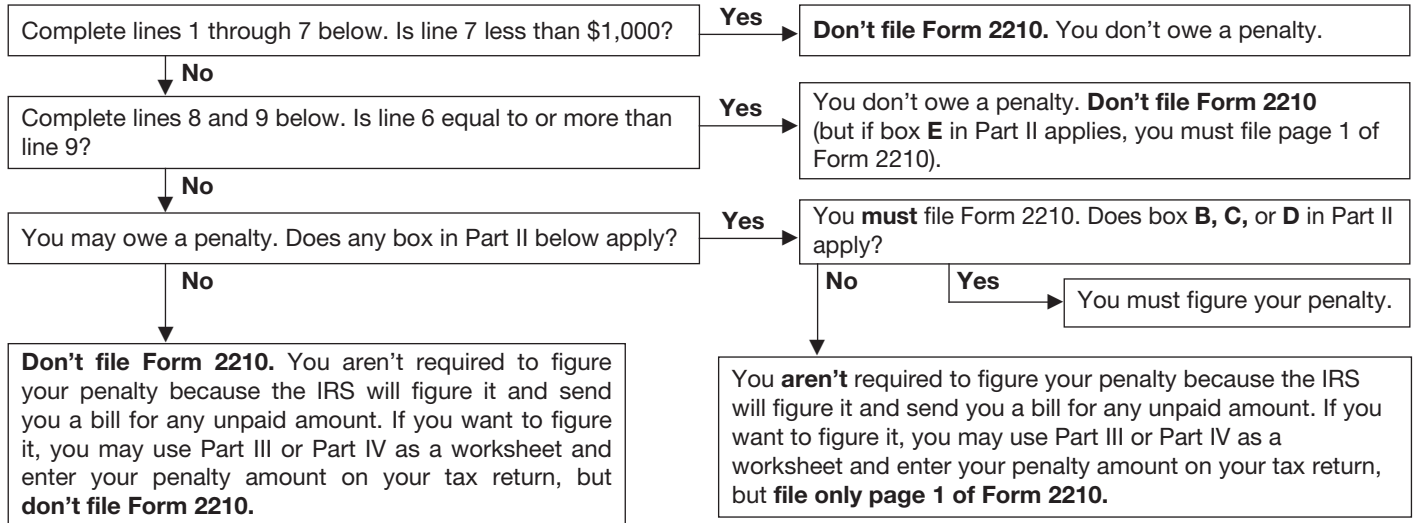 Complete lines 1 through 7 below. Is line 7 less than $1,000?
Yes
Don't file Form 2210. You don't owe a penalty.
No
Complete lines 8 and 9 below. Is line 6 equal to or more than
line 9?
Yes
You don't owe a penalty. Don't file Form 2210
(but if box E in Part II applies, you must file page 1 of
Form 2210).
No
You may owe a penalty. Does any box in Part II below apply?
Yes
You must file Form 2210. Does box B, C, or D in Part II
apply?
No
Yes
You must figure your penalty.
No
Don't file Form 2210. You aren't required to figure
your penalty because the IRS will figure it and send
you a bill for any unpaid amount. If you want to figure
it, you may use Part III or Part IV as a worksheet and
enter your penalty amount on your tax return, but
don't file Form 2210.
You aren't required to figure your penalty because the IRS
will figure it and send you a bill for any unpaid amount. If you
want to figure it, you may use Part III or Part IV as a
worksheet and enter your penalty amount on your tax return,
but file only page 1 of Form 2210.